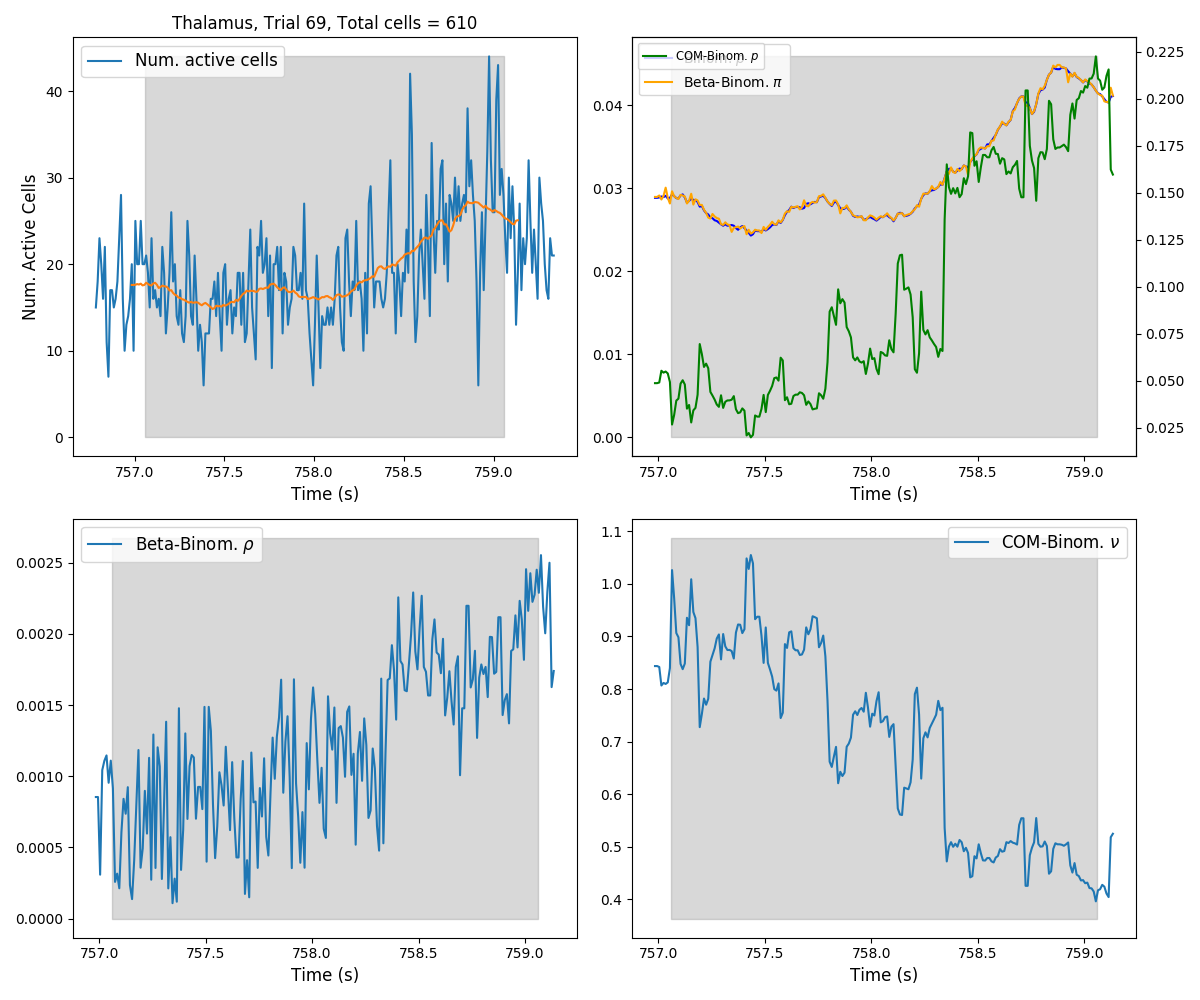 Thalamus, Trial 69, Total cells = 610
Num. active cells
Num. Active Cells
40
30
20
10
0
757.0 757.5 758.0 758.5 759.0
Time (s)
COM-Binom. p
Beta-Binom. π
0.04
0.03
0.02
0.01
0.00
0.225
0.200
0.175
0.150
0.125
0.100
0.075
0.050
0.025
757.0 757.5 758.0 758.5 759.0
Time (s)
Beta-Binom. ρ
0.0025
0.0020
0.0015
0.0010
0.0005
0.0000
757.0 757.5 758.0 758.5 759.0
Time (s)
COM-Binom. ν
1.1
1.0
0.9
0.8
0.7
0.6
0.5
0.4
757.0 757.5 758.0 758.5 759.0
Time (s)